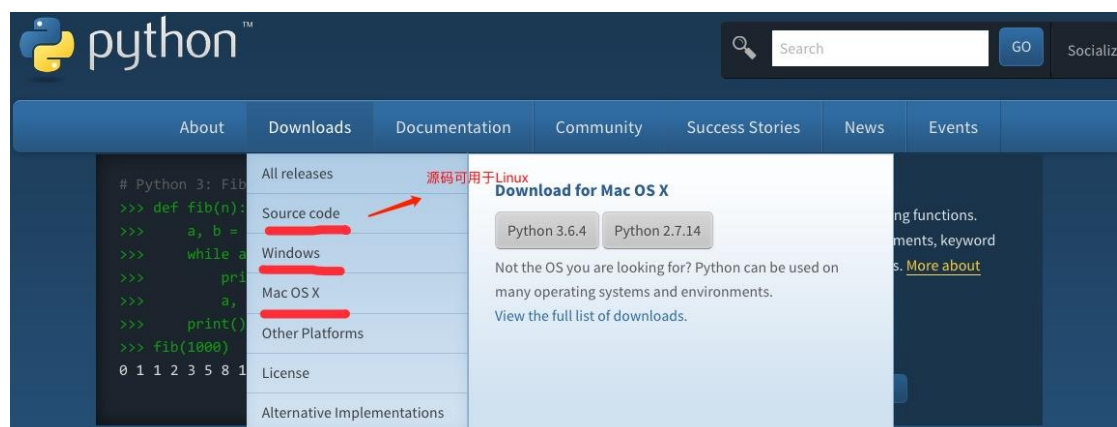 python™
Search
GO
Socializ
About
Downloads
Documentation
Community
Success Stories
News
Events
# Python 3: Fib
>>> def fib(n):
>>> a, b =
>>> while a
>>> pri
>>> a,
>>> print()
>>> fib(1000)
0 1 1 2 3 5 8 1
All releases
Source code
Windows
Mac OS X
Other Platforms
License
Alternative Implementations
源码可用于Linux
Download for Mac OS X
Python 3.6.4
Python 2.7.14
Not the OS you are looking for? Python can be used on
many operating systems and environments.
View the full list of downloads.
ng functions.
ments, keyword
s. More about